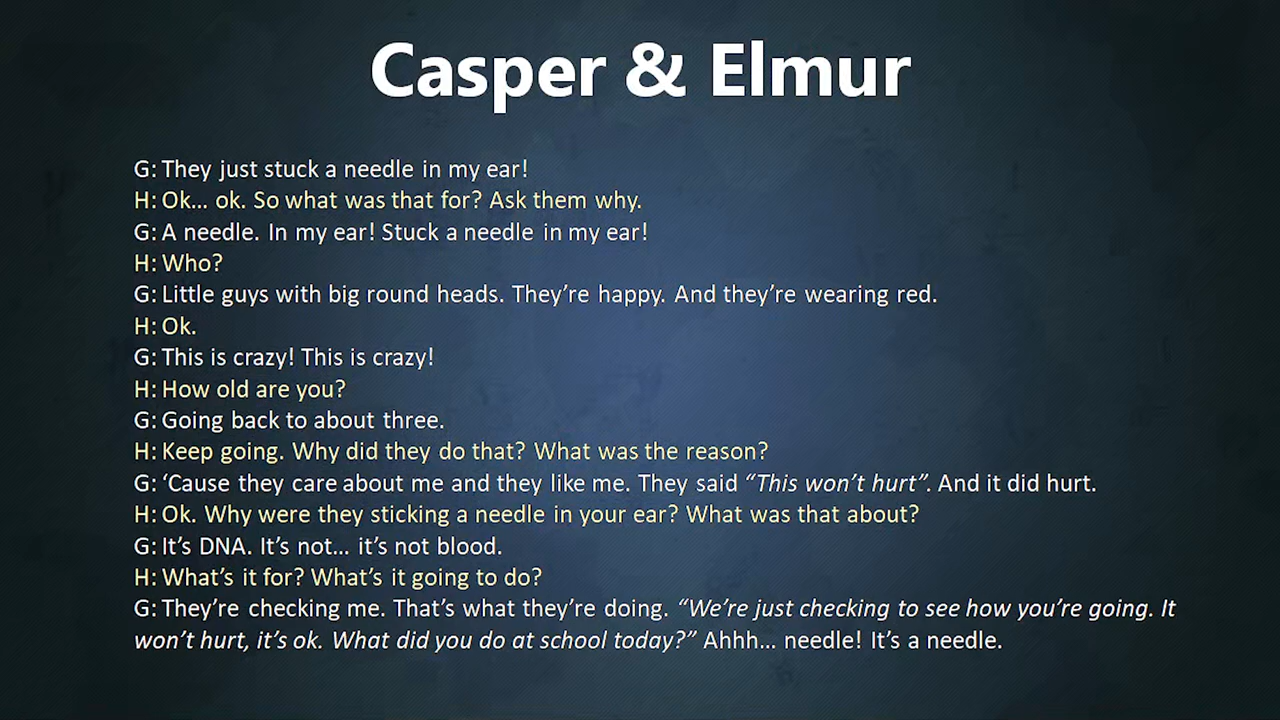 Casper & Elmur
G: They just stuck a needle in my ear!
H: Ok... ok. So what was that for? Ask them why.
G: A needle. In my ear! Stuck a needle in my ear!
H: Who?
G: Little guys with big round heads. They’re happy. And they’re wearing red.
H: Ok.
G: This is crazy! This is crazy!
H: How old are you?
G: Going back to about three.
H: Keep going. Why did they do that? What was the reason?
G: ‘Cause they care about me and they like me. They said “This won’t hurt”. And it did hurt.
H: Ok. Why were they sticking a needle in your ear? What was that about?
G: It’s DNA. It’s not... it’s not blood.
H: What’s it for? What’s it going to do?
G: They’re checking me. That’s what they’re doing. “We’re just checking to see how you’re going. It
won’t hurt, it’s ok. What did you do at school today?” Ahhh... needle! It’s a needle.